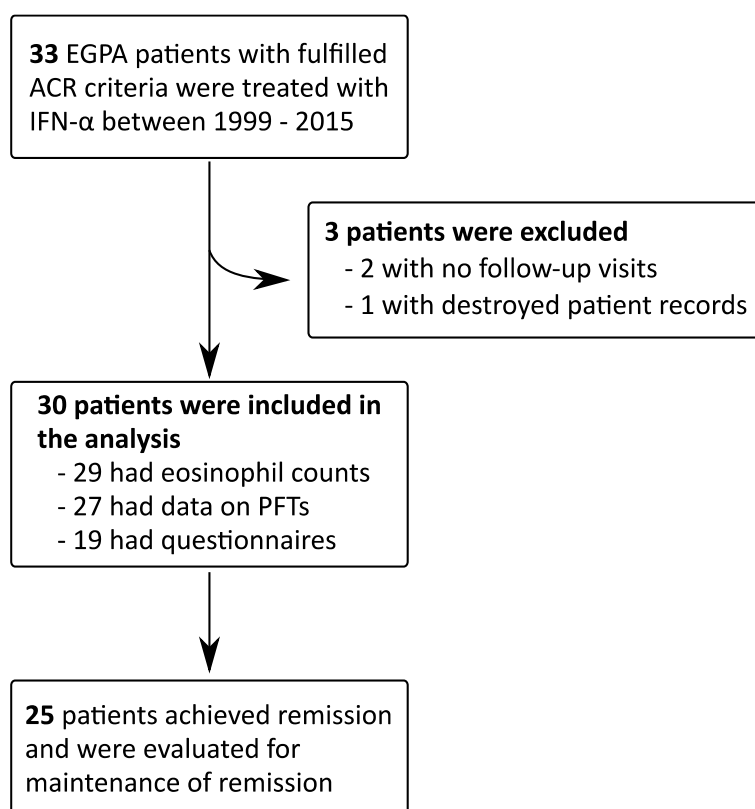 33 EGPA patients with fulfilled
ACR criteria were treated with
IFN-α between 1999 - 2015
3 patients were excluded
- 2 with no follow-up visits
- 1 with destroyed patient records
30 patients were included in
the analysis
- 29 had eosinophil counts
- 27 had data on PFTs
- 19 had questionnaires
25 patients achieved remission
and were evaluated for
maintenance of remission